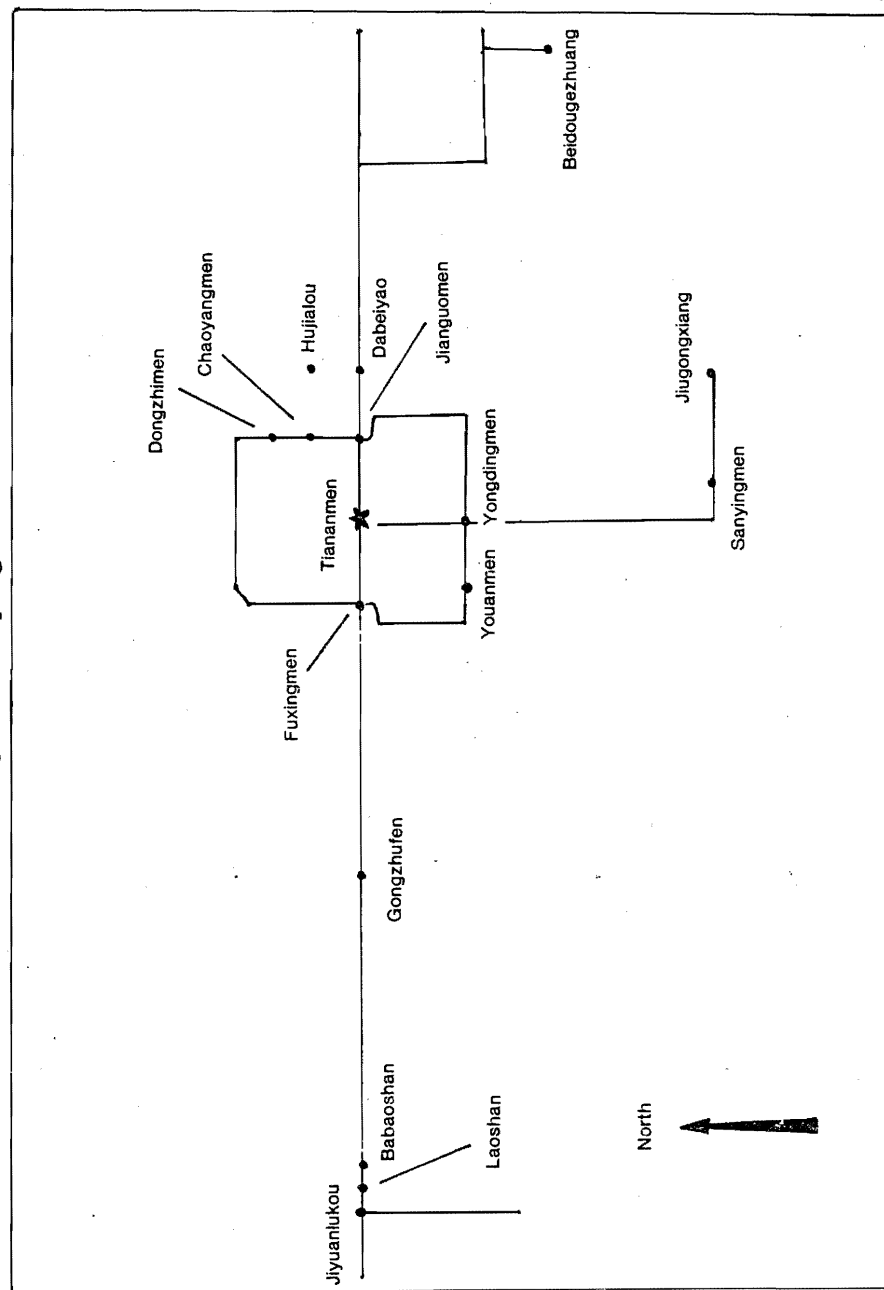 Dongzhimen
Chaoyangmen
Fuxingmen
Hujialou
Tiananmen
Jiyuanlukou
Dabeiyao
Babaoshan
Gongzhufen
Jianguomen
Laoshan
Youanmen
Yongdingmen
Beidougezhuang
North
Jiugongxiang
Sanyingmen